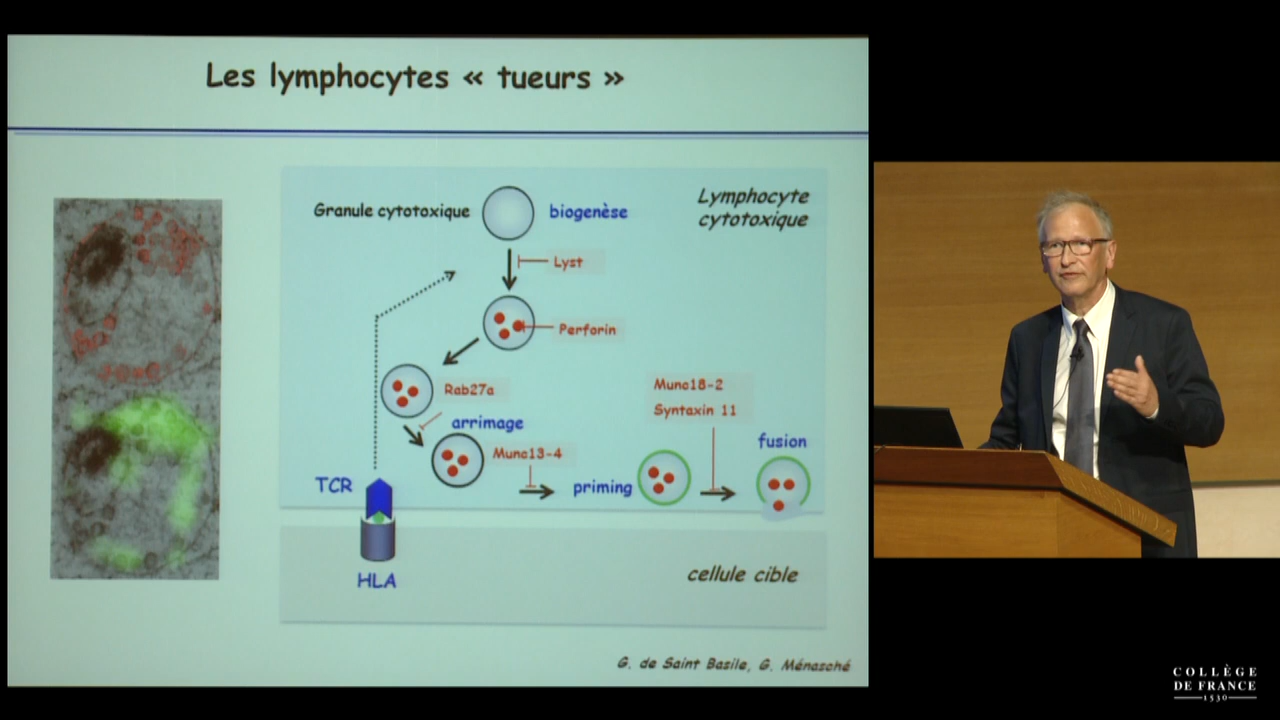 Les lymphocytes « tueurs »
Granule cytotoxique
biogenèse
Lymphocyte
cytotoxique
Lyst
Perforin
Rab27a
arrimage
Munc13-4
Munc18-2
Syntaxin 11
priming
fusion
TCR
HLA
cellule cible
G. de Saint Basile, G. Ménasché
COLLÈGE
DE FRANCE
1530